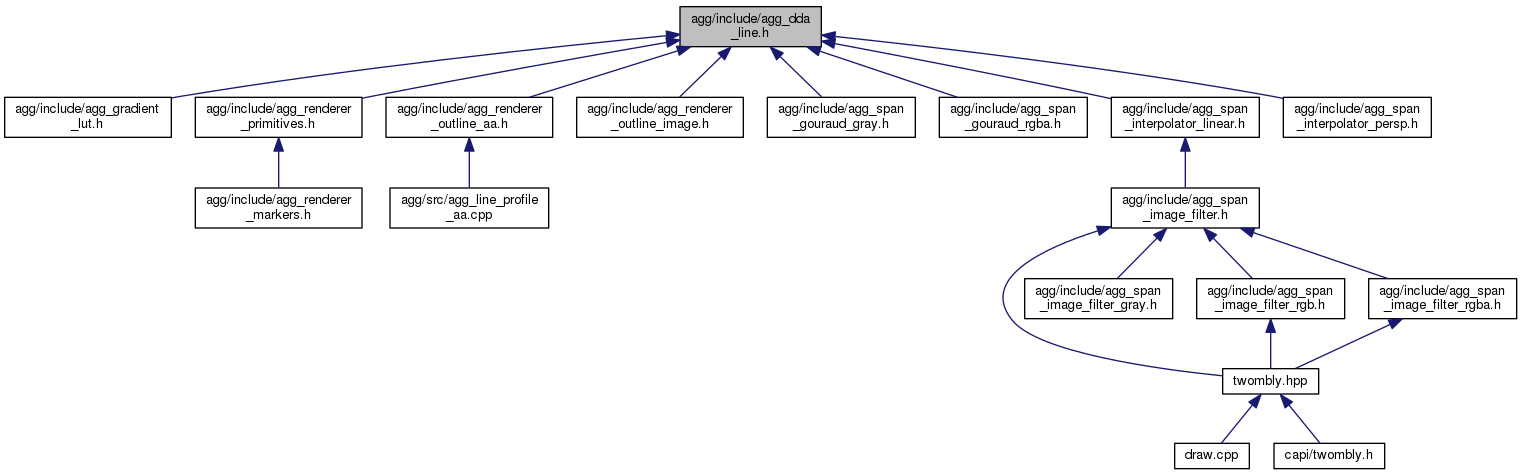 agg/include/agg_dda
_line.h
agg/include/agg_gradient
_lut.h
agg/include/agg_renderer
_primitives.h
agg/include/agg_renderer
_outline_aa.h
agg/include/agg_renderer
_outline_image.h
agg/include/agg_span
_gouraud_gray.h
agg/include/agg_span
_gouraud_rgba.h
agg/include/agg_span
_interpolator_linear.h
agg/include/agg_span
_interpolator_persp.h
agg/include/agg_renderer
_markers.h
agg/src/agg_line_profile
_aa.cpp
agg/include/agg_span
_image_filter.h
agg/include/agg_span
_image_filter_gray.h
agg/include/agg_span
_image_filter_rgb.h
agg/include/agg_span
_image_filter_rgba.h
twombly.hpp
draw.cpp
capi/twombly.h